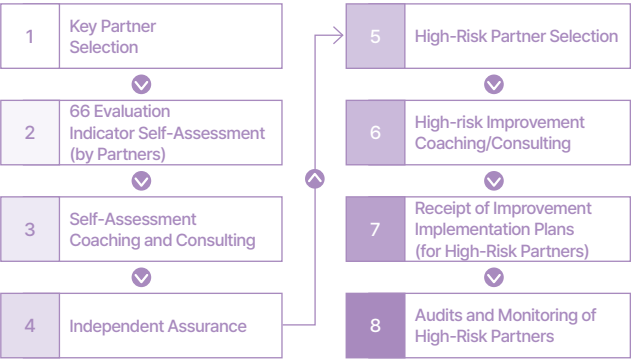 1
Key Partner
Selection
2
66 Evaluation
Indicator Self-Assessment
(by Partners)
3
Self-Assessment
Coaching and Consulting
4
Independent Assurance
5
High-Risk Partner Selection
6
High-risk Improvement
Coaching/Consulting
7
Receipt of Improvement
Implementation Plans
(for High-Risk Partners)
8
Audits and Monitoring of
High-Risk Partners